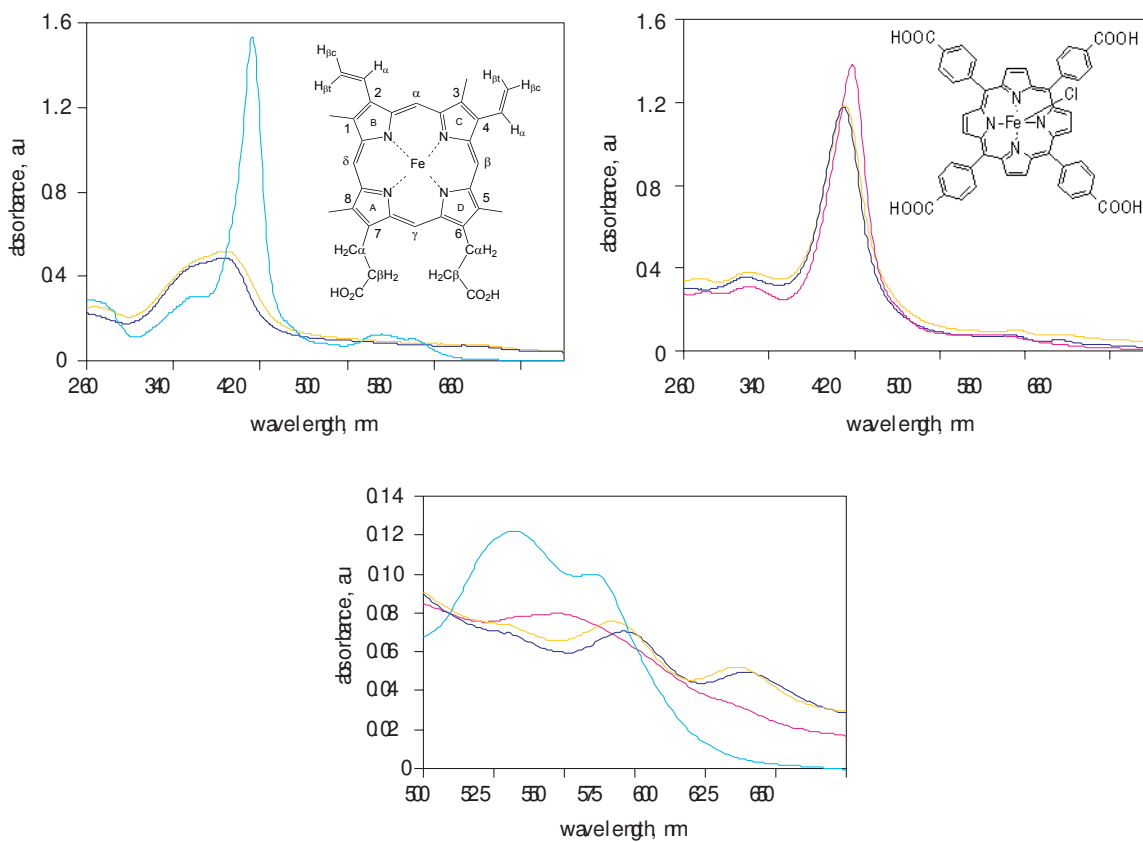 1.6
1.2
0.8
0.4
0
absorbance, au
260 340 420 500 580 660
wavelength, nm
Hβc
Hα
Hβt
2
α
3
Hβt
Hβc
1
B
C
4
Hα
N
N
δ
Fe
β
N
N
8
A
D
5
7
γ
6
H2Cα
CαH2
CβH2
H2Cβ
HO2C
CO2H
1.6
1.2
0.8
0.4
0
absorbance, au
260 340 420 500 580 660
wavelength, nm
HOOC
COOH
Cl
N
N-Fe-N
N
HOOC
COOH
0.14
0.12
0.10
0.08
0.06
0.04
0.02
0
absorbance, au
500 525 550 575 600 625 650
wavelength, nm